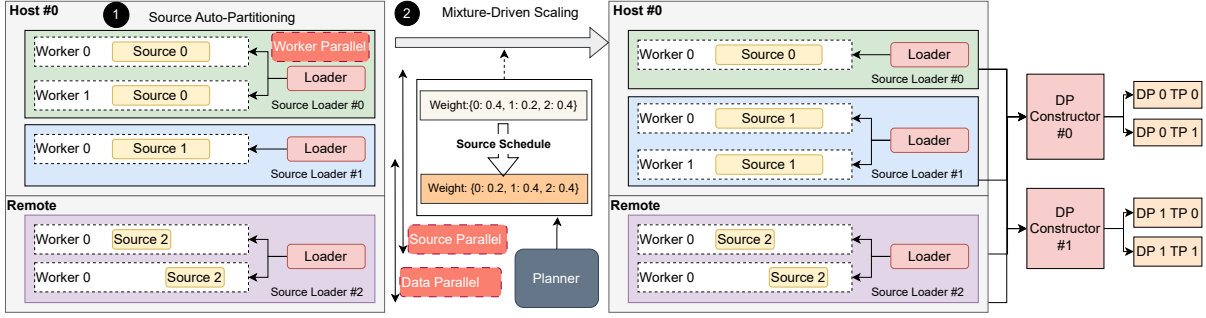 Host #0
1
Source Auto-Partitioning
Worker 0
Source 0
Worker Parallel
Loader
Worker 1
Source 0
Source Loader #0
Worker 0
Source 1
Loader
Source Loader #1
Remote
Worker 0
Source 2
Loader
Worker 0
Source 2
Source Loader #2
2
Mixture-Driven Scaling
Weight:{0: 0.4, 1: 0.2, 2: 0.4}
Source Schedule
Weight: {0: 0.2, 1: 0.4, 2: 0.4}
Source Parallel
Data Parallel
Planner
Host #0
Worker 0
Source 0
Loader
Source Loader #0
Worker 0
Source 1
Loader
Worker 1
Source 1
Source Loader #1
Remote
Worker 0
Source 2
Loader
Worker 0
Source 2
Source Loader #2
DP
Constructor
#0
DP 0 TP 0
DP 0 TP 1
DP
Constructor
#1
DP 1 TP 0
DP 1 TP 1